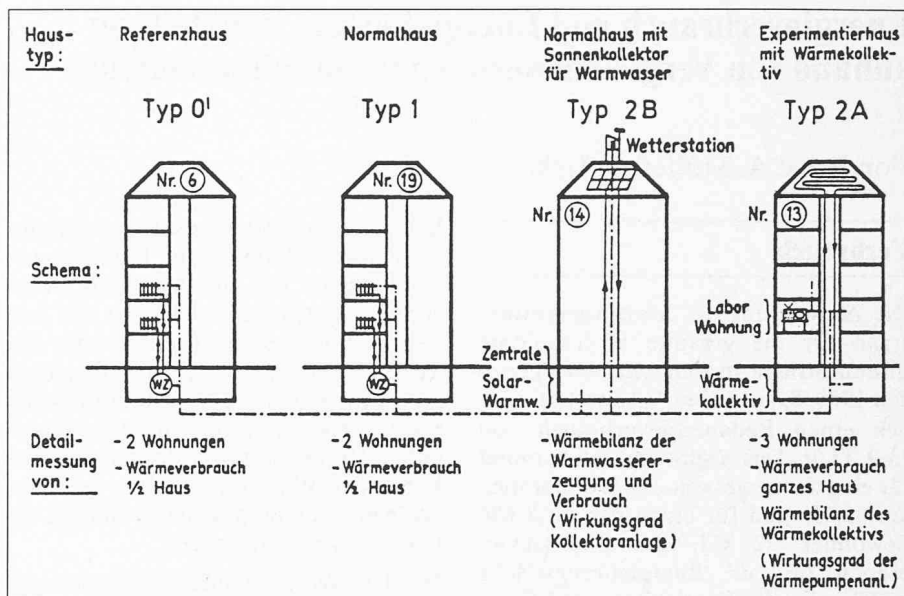 Haus-
typ:
Referenzhaus
Typ 0'
Normalhaus
Typ 1
Normalhaus mit
Sonnenkollektor
für Warmwasser
Typ 2B
Experimentierhaus
mit Wärmekollek-
tiv
Typ 2A
Schema:
Nr. 6
WZ
Nr. 19
WZ
Wetterstation
Nr. 14
Zentrale
Solar-
Warmw.
Nr. 13
Labor
Wohnung
Wärme-
kollektiv
Detail-
messung
von:
- 2 Wohnungen
- Wärmeverbrauch
1/2 Haus
- 2 Wohnungen
- Wärmeverbrauch
1/2 Haus
- Wärmebilanz der
Warmwasserer-
zeugung und
Verbrauch
(Wirkungsgrad
Kollektoranlage)
- 3 Wohnungen
- Wärmeverbrauch
ganzes Haus
- Wärmebilanz des
Wärmekollektivs
(Wirkungsgrad der
Wärmepumpenanl.)